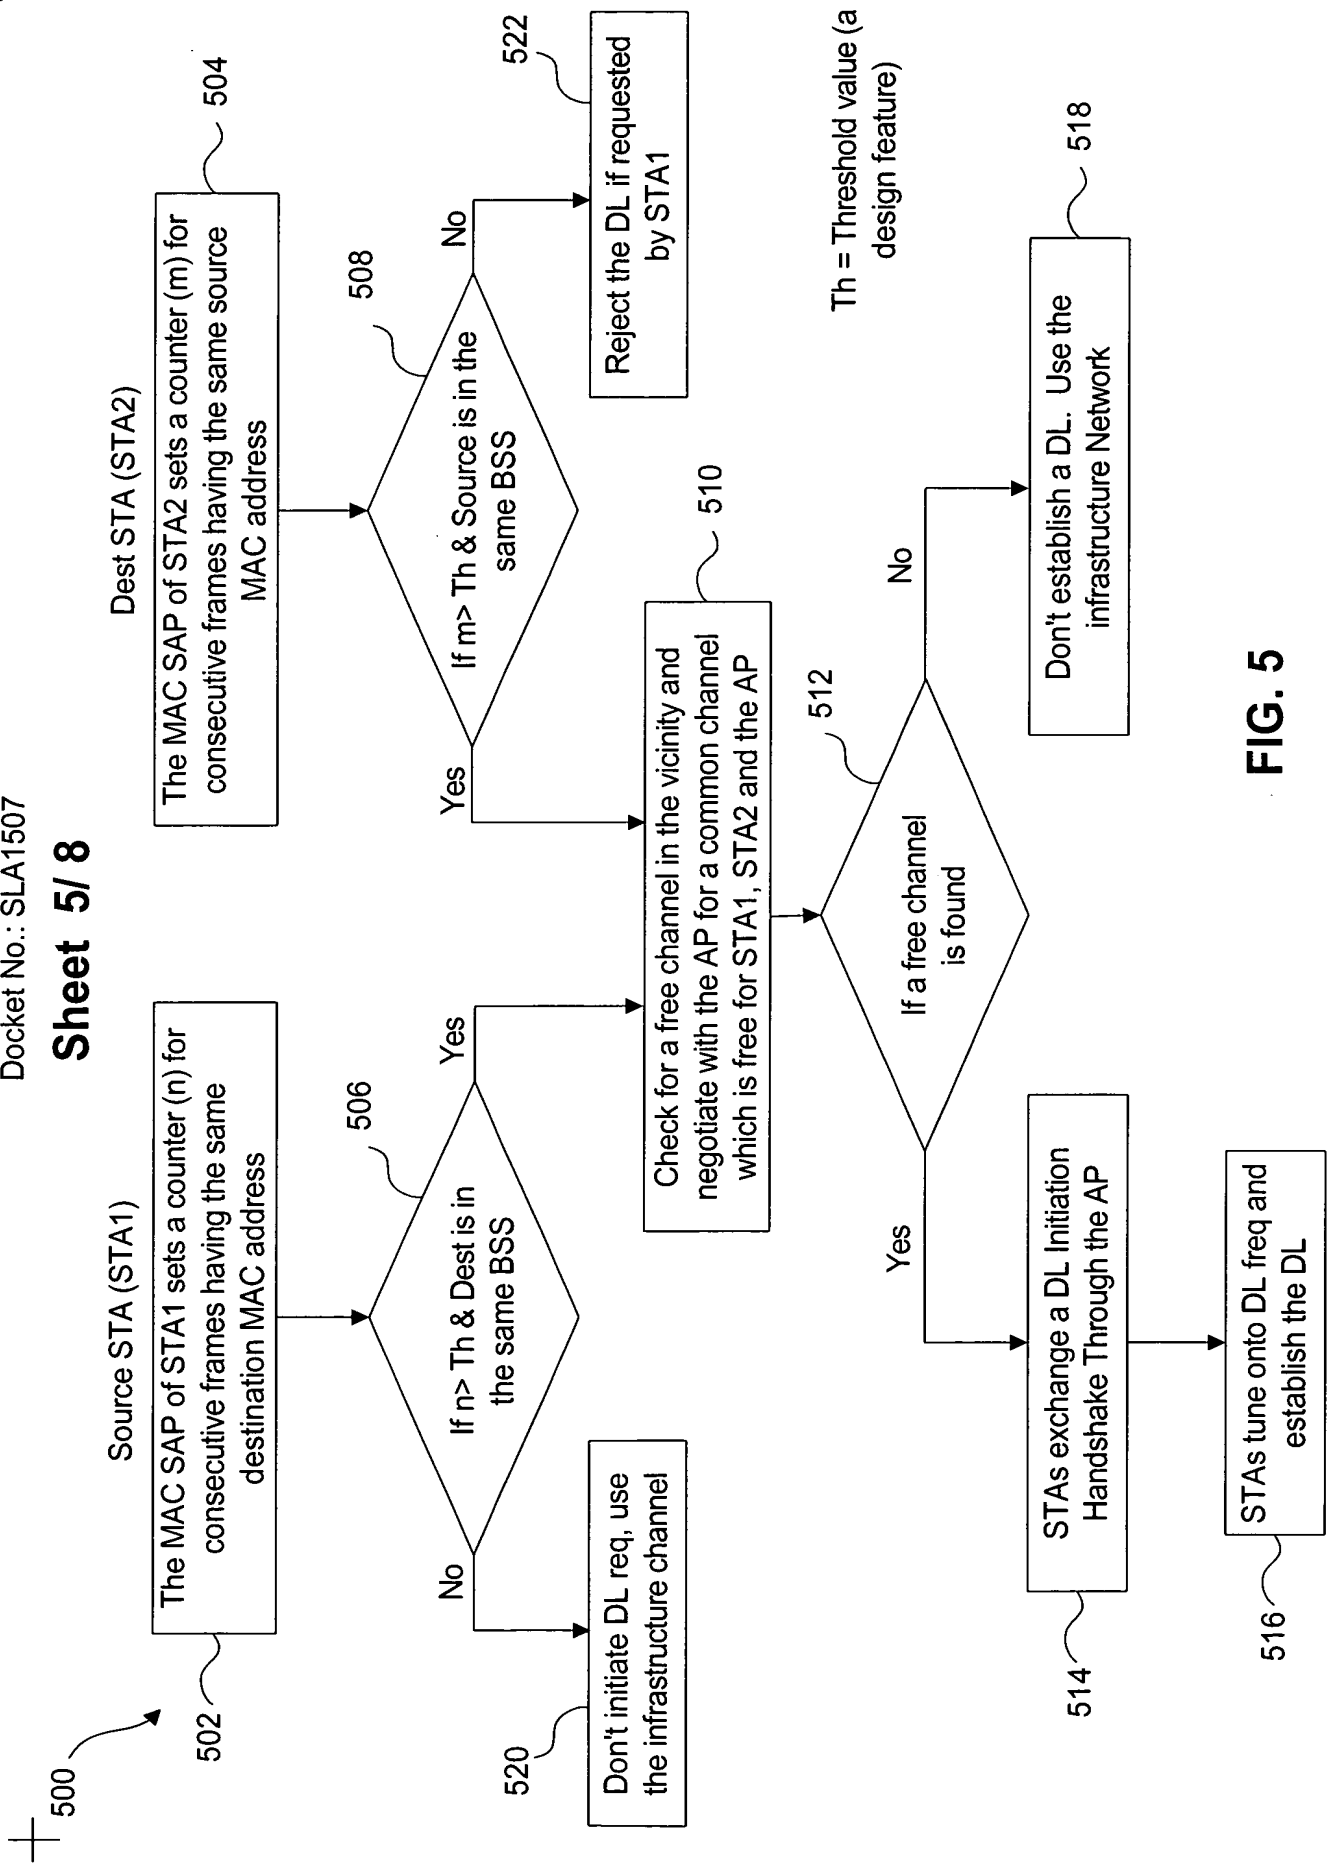 Docket No.: SLA1507
Sheet 5/ 8
500
Source STA (STA1)
Dest STA (STA2)
502
The MAC SAP of STA1 sets a counter (n) for
consecutive frames having the same
destination MAC address
504
The MAC SAP of STA2 sets a counter (m) for
consecutive frames having the same source
MAC address
506
If n> Th & Dest is in
the same BSS
No
Yes
508
If m> Th & Source is in the
same BSS
Yes
No
520
Don't initiate DL req, use
the infrastructure channel
522
Reject the DL if requested
by STA1
510
Check for a free channel in the vicinity and
negotiate with the AP for a common channel
which is free for STA1, STA2 and the AP
Th = Threshold value (a
design feature)
512
If a free channel
is found
Yes
No
514
STAs exchange a DL Initiation
Handshake Through the AP
518
Don't establish a DL. Use the
infrastructure Network
516
STAs tune onto DL freq and
establish the DL
FIG. 5